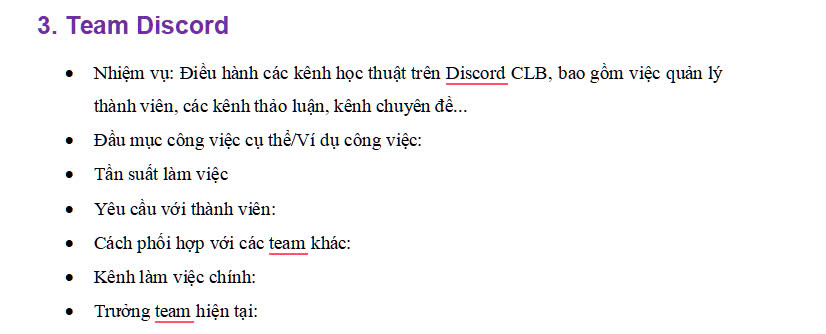 3. Team Discord
• Nhiệm vụ: Điều hành các kênh học thuật trên Discord CLB, bao gồm việc quản lý
thành viên, các kênh thảo luận, kênh chuyên đề...
• Đầu mục công việc cụ thể/Ví dụ công việc:
• Tần suất làm việc
• Yêu cầu với thành viên:
• Cách phối hợp với các team khác:
• Kênh làm việc chính:
• Trưởng team hiện tại: